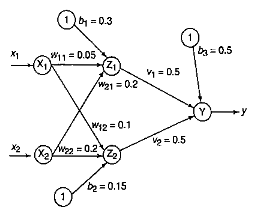 1 b₁ = 0.3
1
x₁ X₁ w₁₁ = 0.05 Z₁ b₃ = 0.5
w₂₁ = 0.2 v₁ = 0.5
Y y
w₁₂ = 0.1
v₂ = 0.5
x₂ X₂ w₂₂ = 0.2 Z₂
1 b₂ = 0.15